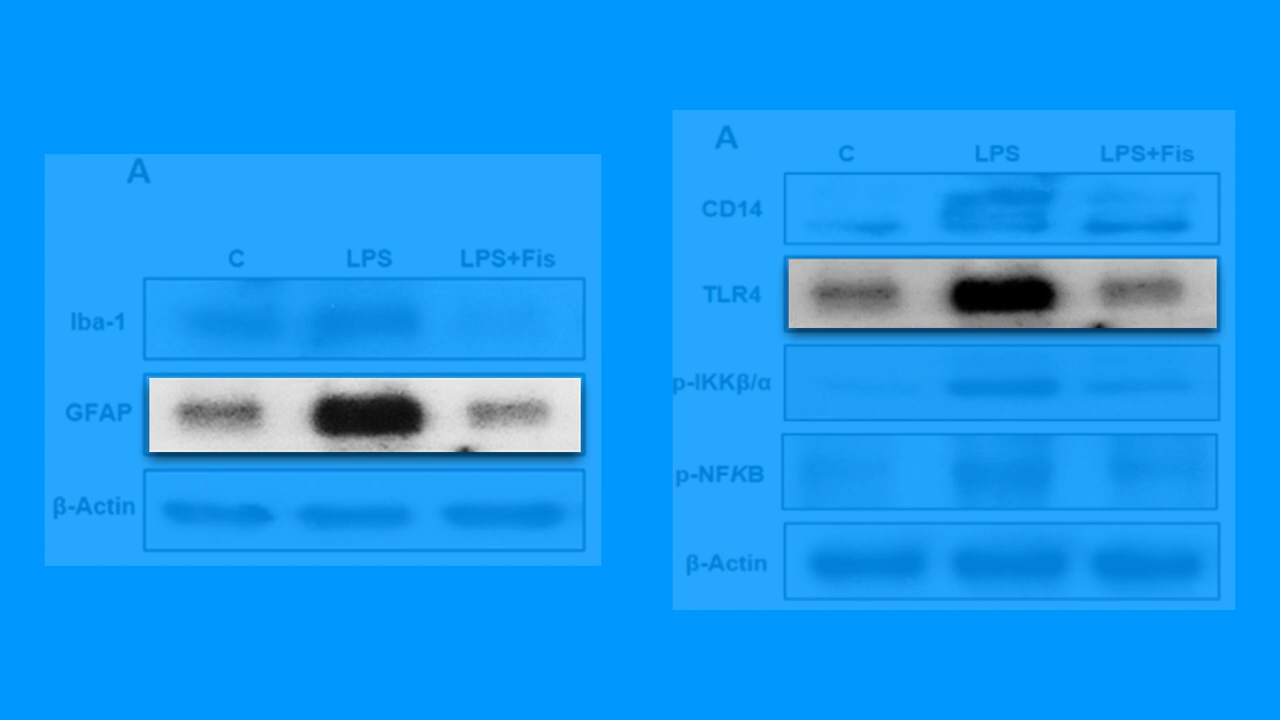 A
C LPS LPS+Fis
Iba-1
GFAP
β-Actin
A
C LPS LPS+Fis
CD14
TLR4
p-IKKβ/α
p-NFKB
β-Actin